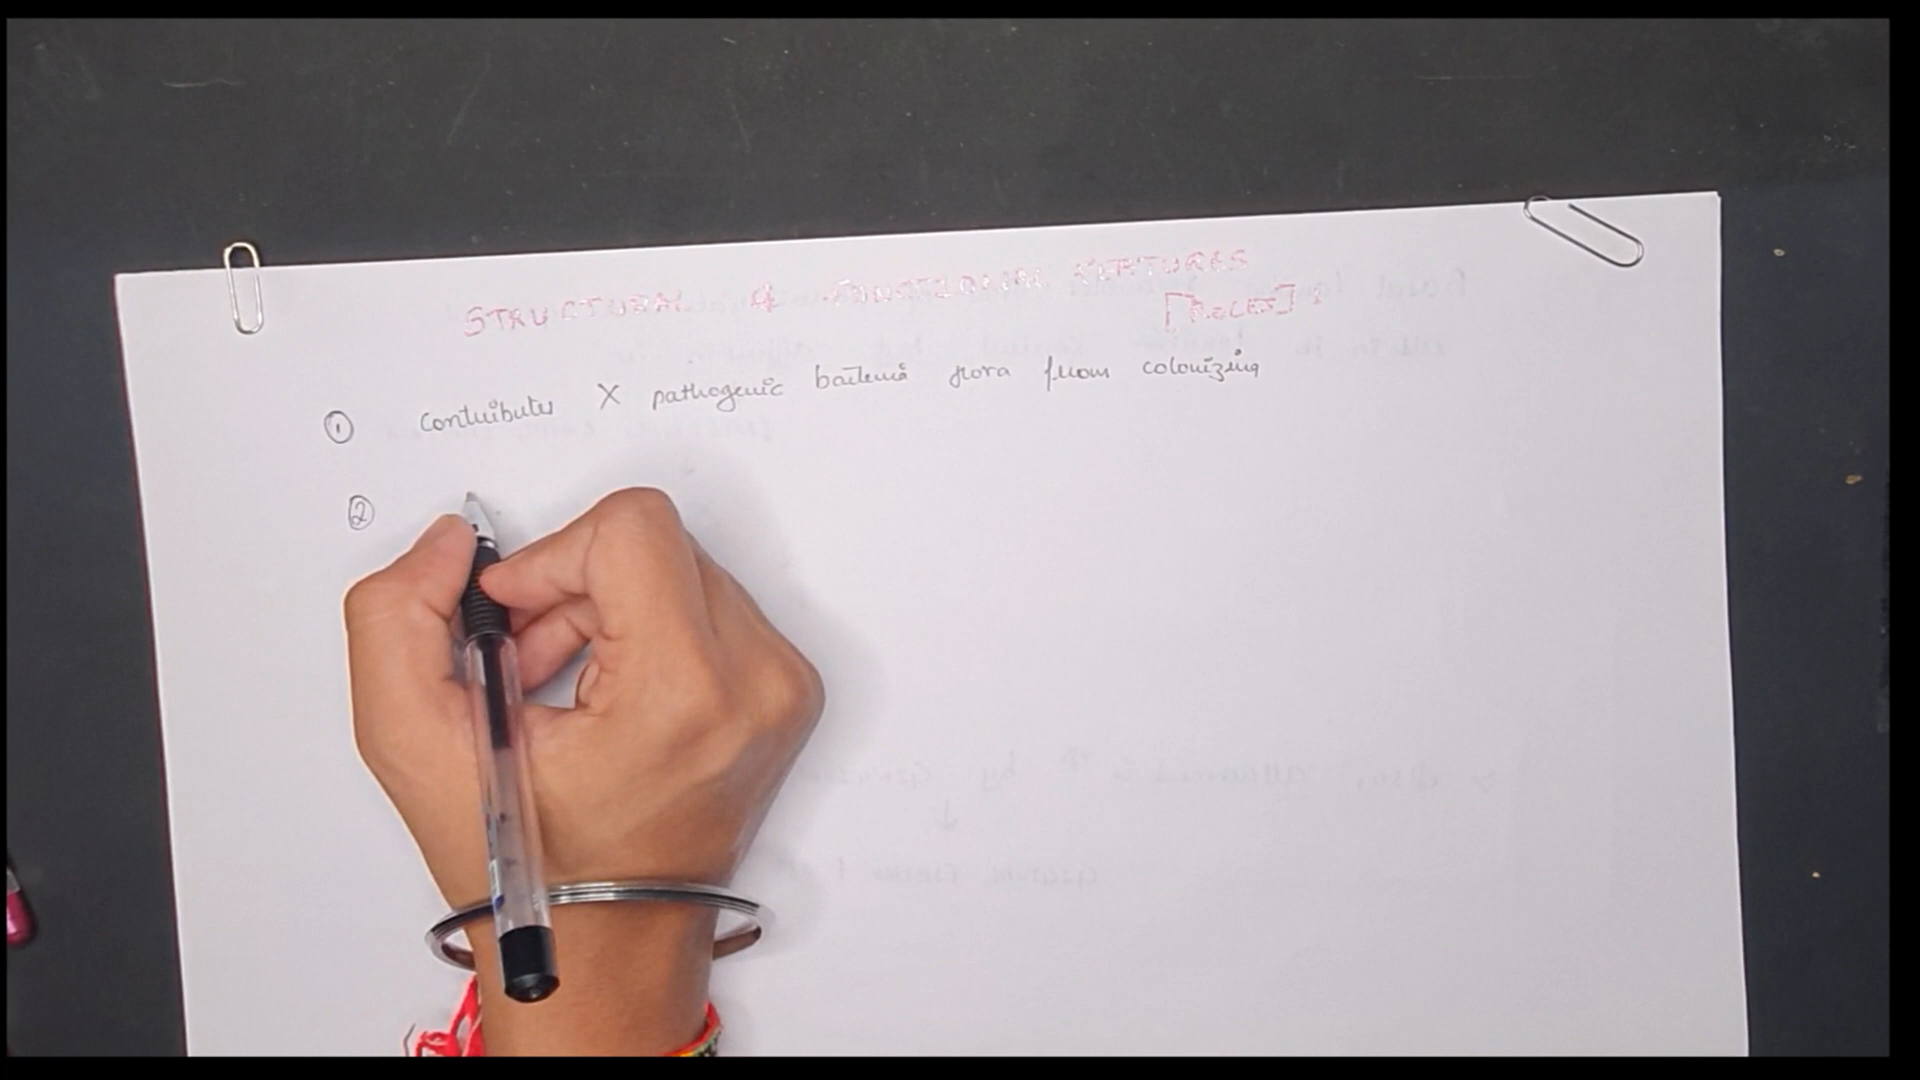 STRUCTURAL & FUNCTIONAL FEATURES
[ROLES] :
① Contributes X pathogenic bacteria flora from colonizing
②